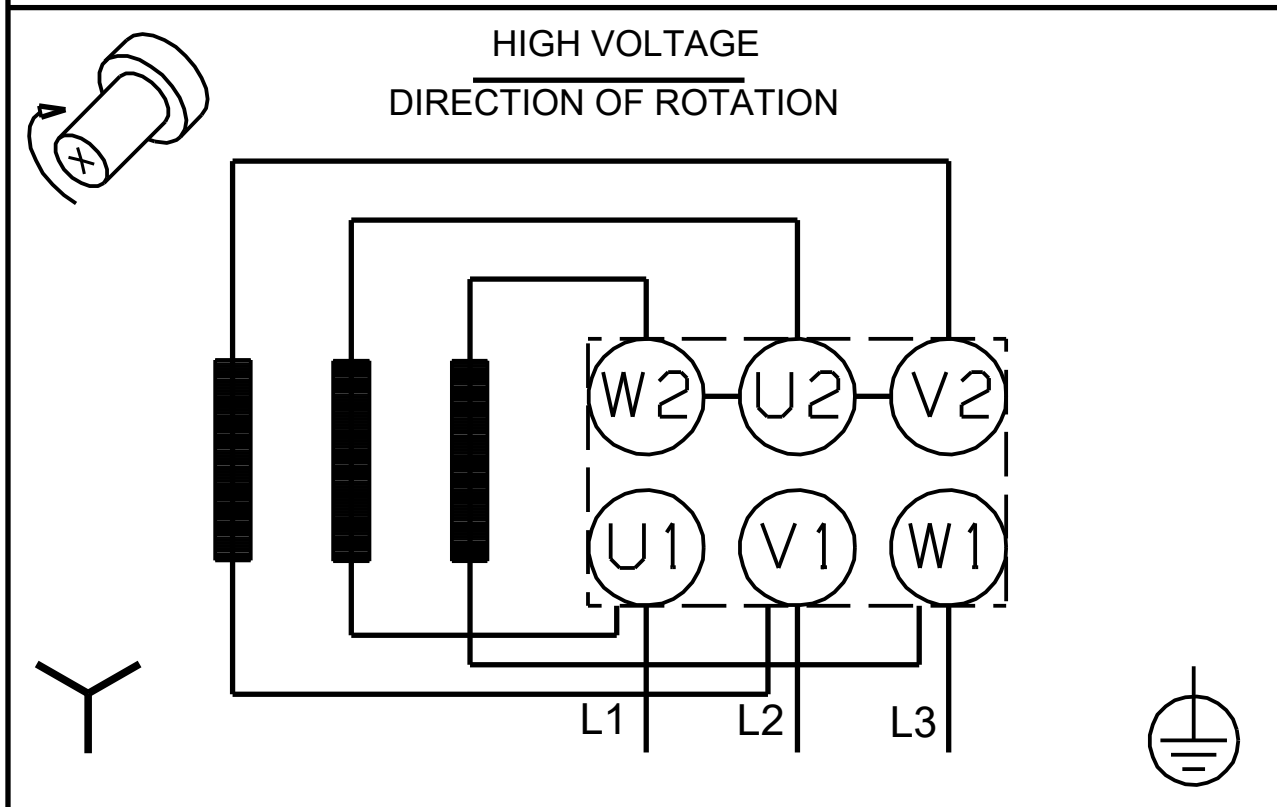 HIGH VOLTAGE
DIRECTION OF ROTATION
W2 U2 V2
U1 V1 W1
L1 L2 L3